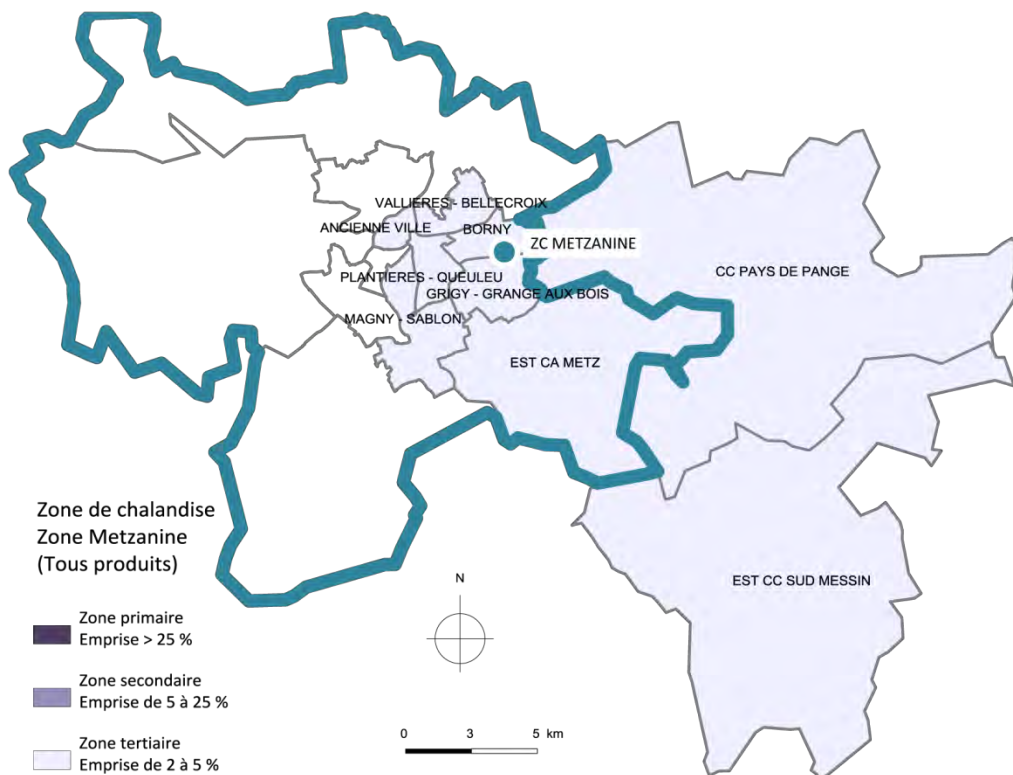 VALLIERES - BELLECROIX
ANCIENNE VILLE
BORNY
ZC METZANINE
PLANTIERES - QUEULEU
GRIGY - GRANGE AUX BOIS
CC PAYS DE PANGE
MAGNY - SABLON
EST CA METZ
Zone de chalandise
Zone Metzanine
(Tous produits)
N
EST CC SUD MESSIN
Zone primaire
Emprise > 25 %
Zone secondaire
Emprise de 5 à 25 %
Zone tertiaire
Emprise de 2 à 5 %
0 3 5 km